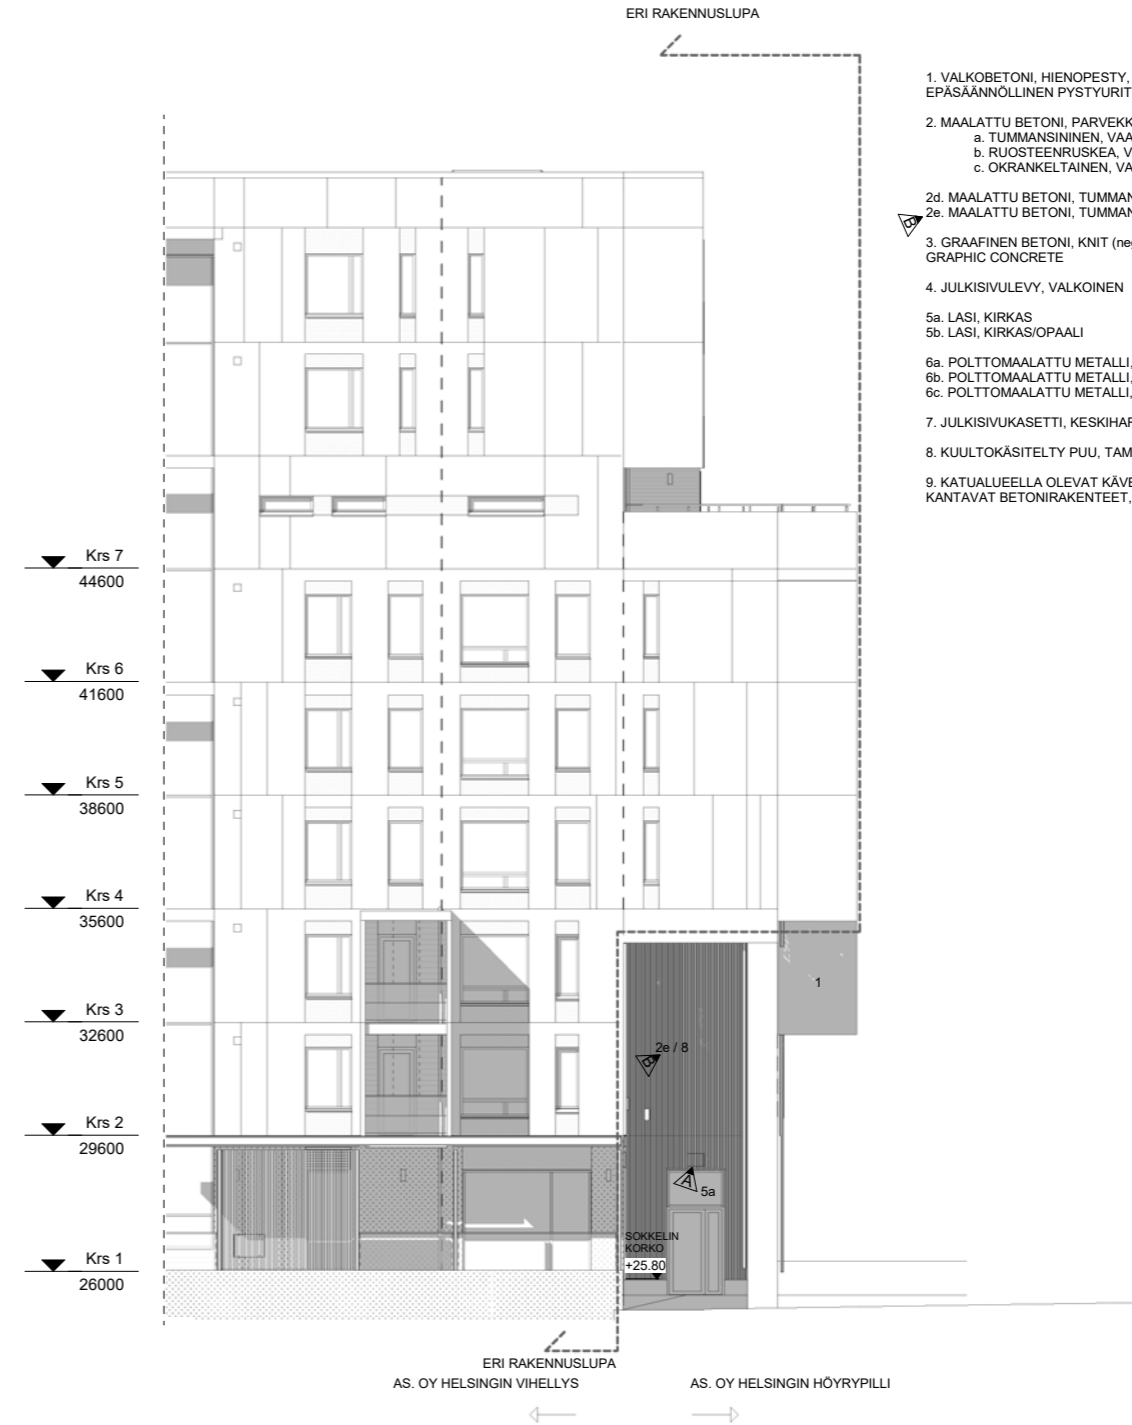 ERI RAKENNUSLUPA
1. VALKOBETONI, HIENOPESTY,
EPÄSÄÄNNÖLLINEN PYSTYURIT
2. MAALATTU BETONI, PARVEKK
a. TUMMANSININEN, VAA
b. RUOSTEENRUSKEA, V
c. OKRANKELTAINEN, VA
2d. MAALATTU BETONI, TUMMAN
2e. MAALATTU BETONI, TUMMAN
B
3. GRAAFINEN BETONI, KNIT (neg
GRAPHIC CONCRETE
4. JULKISIVULEVY, VALKOINEN
5a. LASI, KIRKAS
5b. LASI, KIRKAS/OPAALI
6a. POLTTOMAALATTU METALLI,
6b. POLTTOMAALATTU METALLI,
6c. POLTTOMAALATTU METALLI,
7. JULKISIVUKASETTI, KESKIHAR
8. KUULTOKÄSITELTY PUU, TAM
9. KATUALUEELLA OLEVAT KÄVE
KANTAVAT BETONIRAKENTEET,
Krs 7
44600
Krs 6
41600
Krs 5
38600
Krs 4
35600
1
Krs 3
32600
2e / 8
B
Krs 2
29600
A
5a
SOKKELIN
KORKO
+25.80
Krs 1
26000
ERI RAKENNUSLUPA
AS. OY HELSINGIN VIHELLYS
AS. OY HELSINGIN HÖYRYPILLI